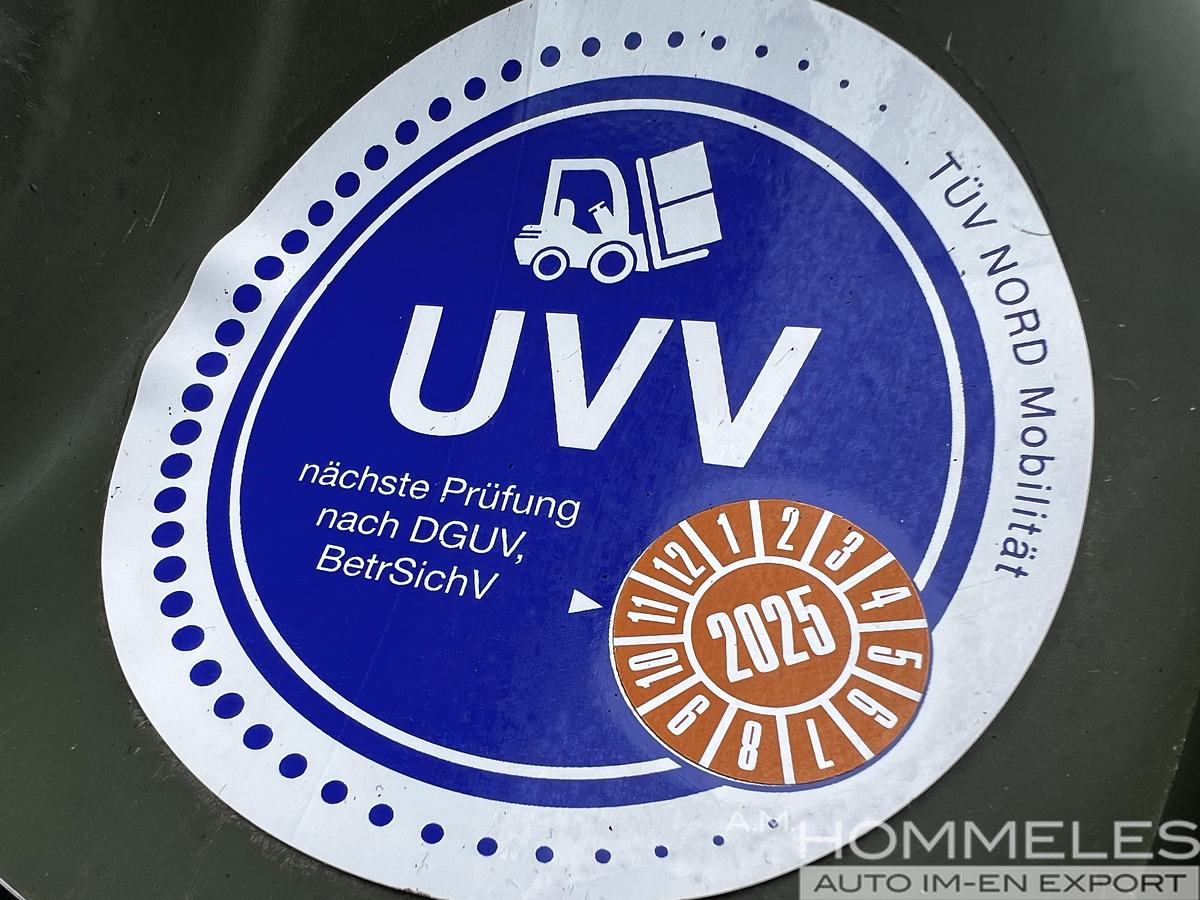 TÜV NORD Mobilität
UVV
nächste Prüfung
nach DGUV,
BetrSichV
1 2 3 4 5 6 7 8 9 10 11 12
2025
A.M.
HOMMELES
AUTO IM-EN EXPORT